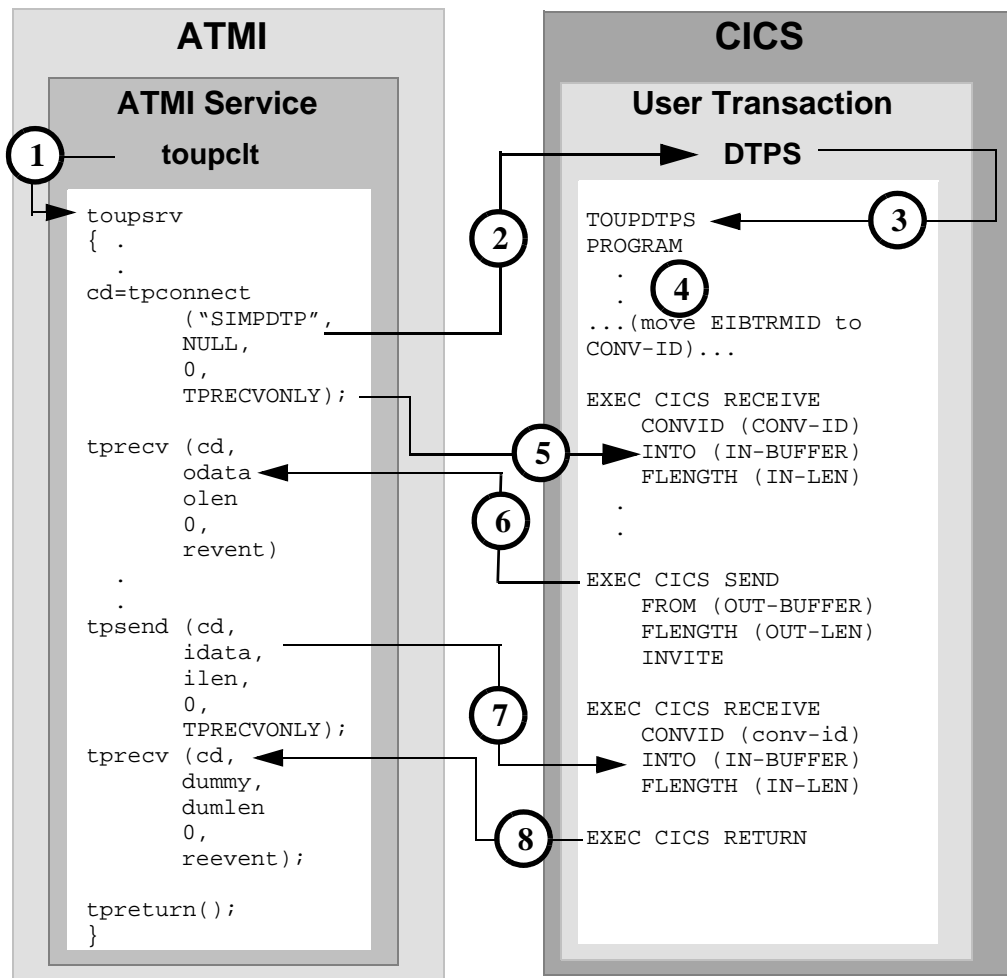 ATMI
ATMI Service
toupclt
1
toupsrv
{ .
.
cd=tpconnect
(“SIMPDTP”,
NULL,
0,
TPRECVONLY);
tprecv (cd,
odata
olen
0,
revent)
.
.
tpsend (cd,
idata,
ilen,
0,
TPRECVONLY);
tprecv (cd,
dummy,
dumlen
0,
reevent);
tpreturn();
}
2
5
6
7
8
CICS
User Transaction
DTPS
3
TOUPDTPS
PROGRAM
.
.
4
...(move EIBTRMID to
CONV-ID)...
EXEC CICS RECEIVE
CONVID (CONV-ID)
INTO (IN-BUFFER)
FLENGTH (IN-LEN)
.
.
EXEC CICS SEND
FROM (OUT-BUFFER)
FLENGTH (OUT-LEN)
INVITE
EXEC CICS RECEIVE
CONVID (conv-id)
INTO (IN-BUFFER)
FLENGTH (IN-LEN)
EXEC CICS RETURN